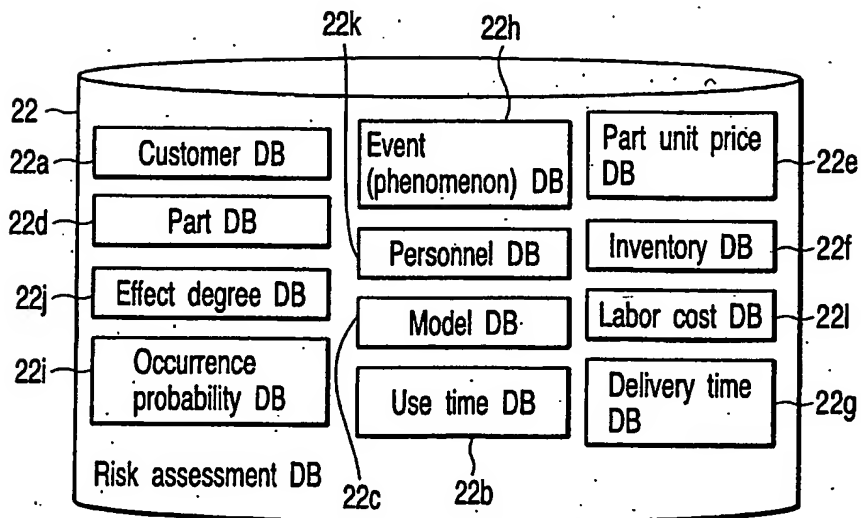 22k
22h
22
22a
Customer DB
Event
(phenomenon) DB
Part unit price
DB
22e
22d
Part DB
Personnel DB
Inventory DB
22f
22j
Effect degree DB
Model DB
Labor cost DB
22l
22i
Occurrence
probability DB
Use time DB
Delivery time
DB
22g
Risk assessment DB
22c
22b